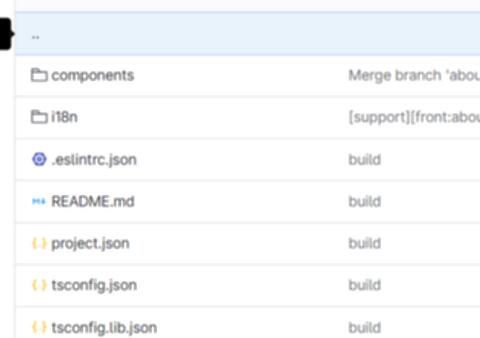 ..
components Merge branch 'abou
i18n [support][front:abou
.eslintrc.json build
README.md build
project.json build
tsconfig.json build
tsconfig.lib.json build